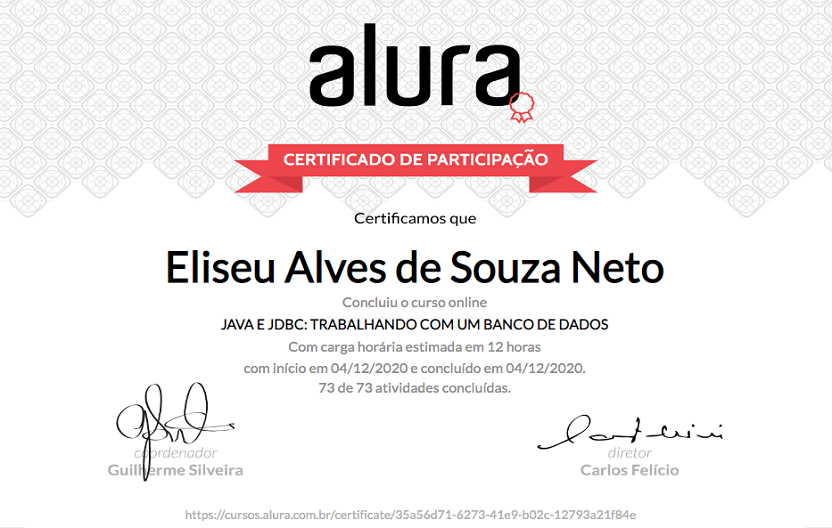 alura
CERTIFICADO DE PARTICIPAÇÃO
Certificamos que
Eliseu Alves de Souza Neto
Concluiu o curso online
JAVA E JDBC: TRABALHANDO COM UM BANCO DE DADOS
Com carga horária estimada em 12 horas
com início em 04/12/2020 e concluído em 04/12/2020.
73 de 73 atividades concluídas.
coordenador
Guilherme Silveira
diretor
Carlos Felício
https://cursos.alura.com.br/certificate/35a56d71-6273-41e9-b02c-12793a21f84e